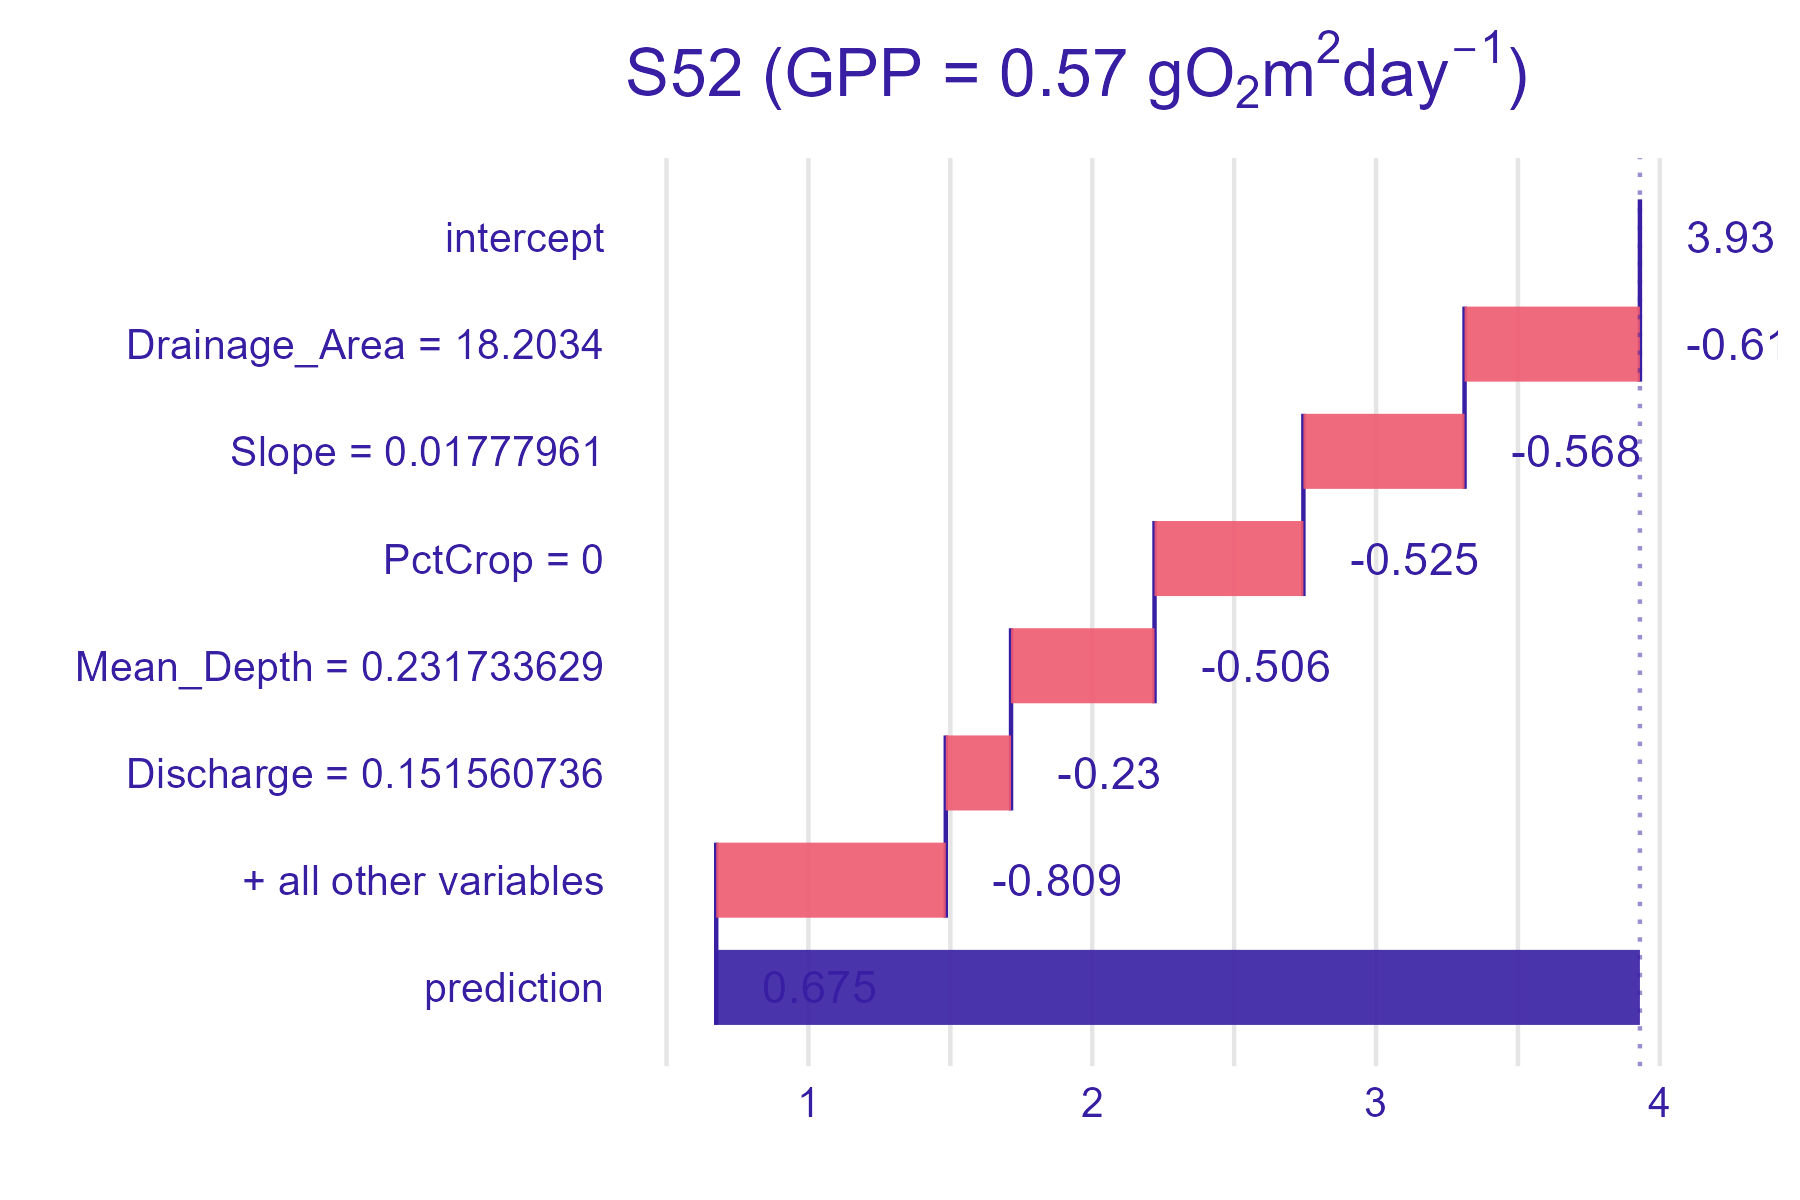 S52 (GPP = 0.57 gO₂m²day⁻¹)
intercept 3.93
Drainage_Area = 18.2034 -0.61
Slope = 0.01777961 -0.568
PctCrop = 0 -0.525
Mean_Depth = 0.231733629 -0.506
Discharge = 0.151560736 -0.23
+ all other variables -0.809
prediction 0.675
1 2 3 4